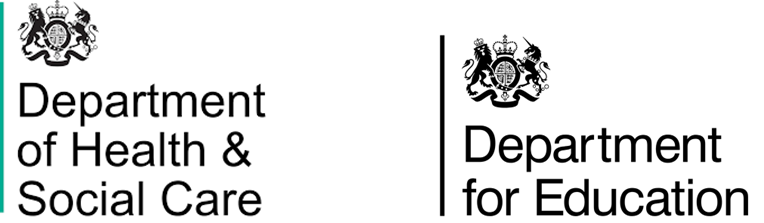 Department
of Health &
Social Care
Department
for Education